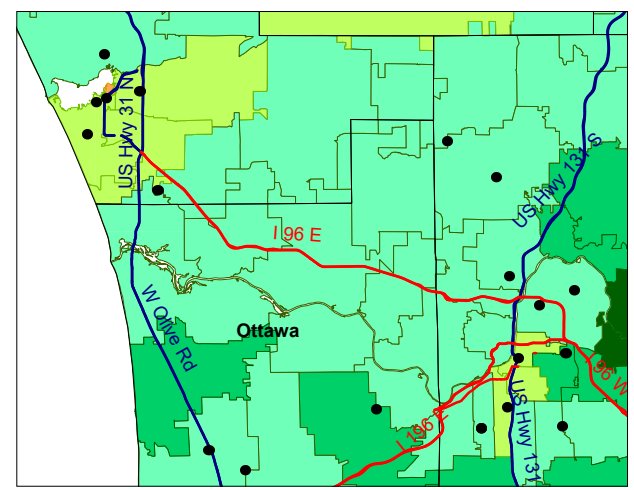 US Hwy 31 N
US Hwy 131 S
I 96 E
W Olive Rd
Ottawa
I 96 W
I 196 E
US Hwy 131